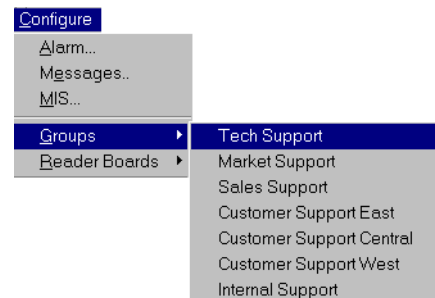 Configure
Alarm...
Messages..
MIS...
Groups
Reader Boards
Tech Support
Market Support
Sales Support
Customer Support East
Customer Support Central
Customer Support West
Internal Support